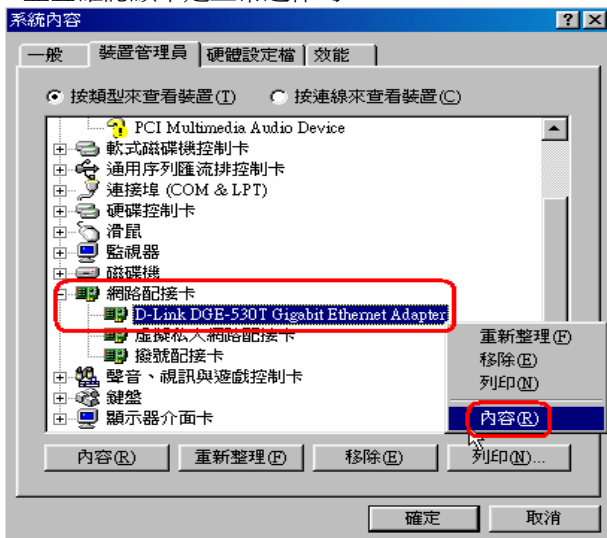 系統內容
一般 裝置管理員 硬體設定檔 效能
按類型來查看裝置(T) 按連線來查看裝置(C)
PCI Multimedia Audio Device
軟式磁碟機控制卡
通用序列匯流排控制卡
連接埠 (COM & LPT)
硬碟控制卡
滑鼠
監視器
磁碟機
網路配接卡
D-Link DGE-530T Gigabit Ethernet Adapter
虛擬私人網路配接卡
撥號配接卡
聲音、視訊與遊戲控制卡
鍵盤
顯示器介面卡
重新整理(F)
移除(E)
列印(N)
內容(R)
內容(R) 重新整理(F) 移除(E) 列印(N)...
確定 取消